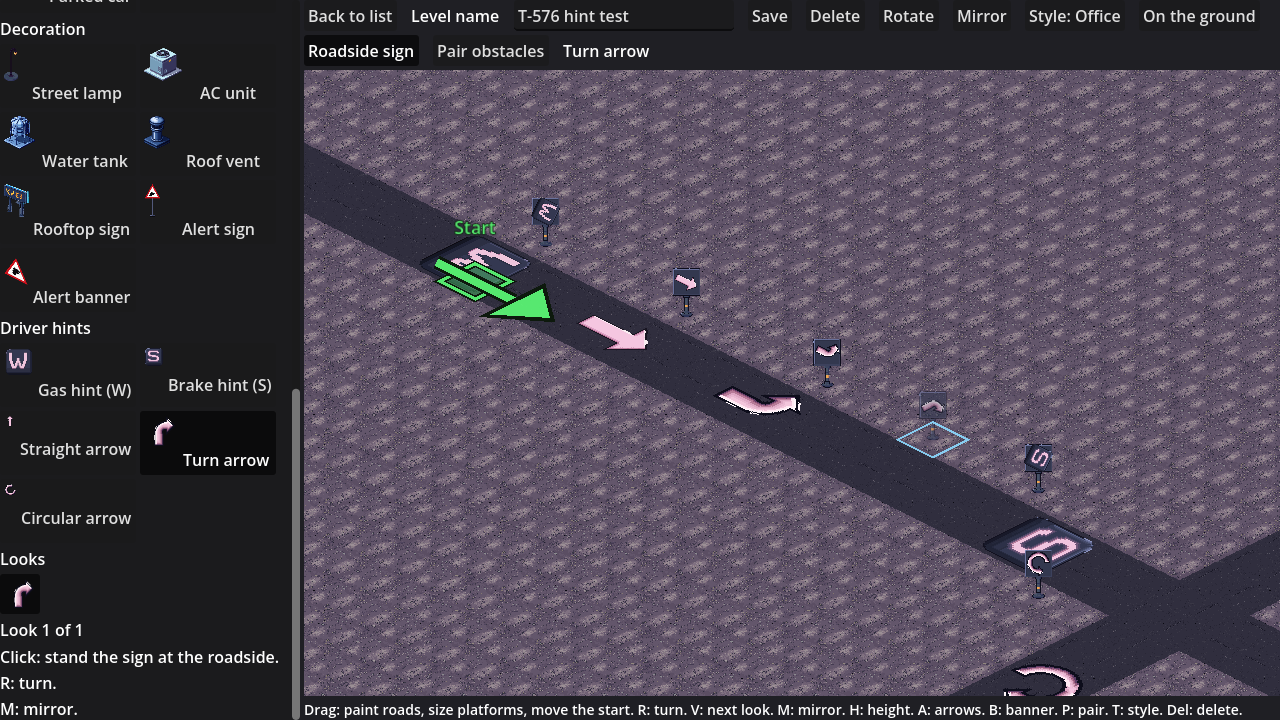 Parked car
Back to list Level name T-576 hint test Save Delete Rotate Mirror Style: Office On the ground
Roadside sign Pair obstacles Turn arrow
Decoration
Street lamp AC unit
Water tank Roof vent
Rooftop sign Alert sign
Alert banner
Driver hints
W Gas hint (W) S Brake hint (S)
Straight arrow Turn arrow
Circular arrow
Looks
Look 1 of 1
Click: stand the sign at the roadside.
R: turn.
M: mirror.
Start
W
S
S
Drag: paint roads, size platforms, move the start. R: turn. V: next look. M: mirror. H: height. A: arrows. B: banner. P: pair. T: style. Del: delete.